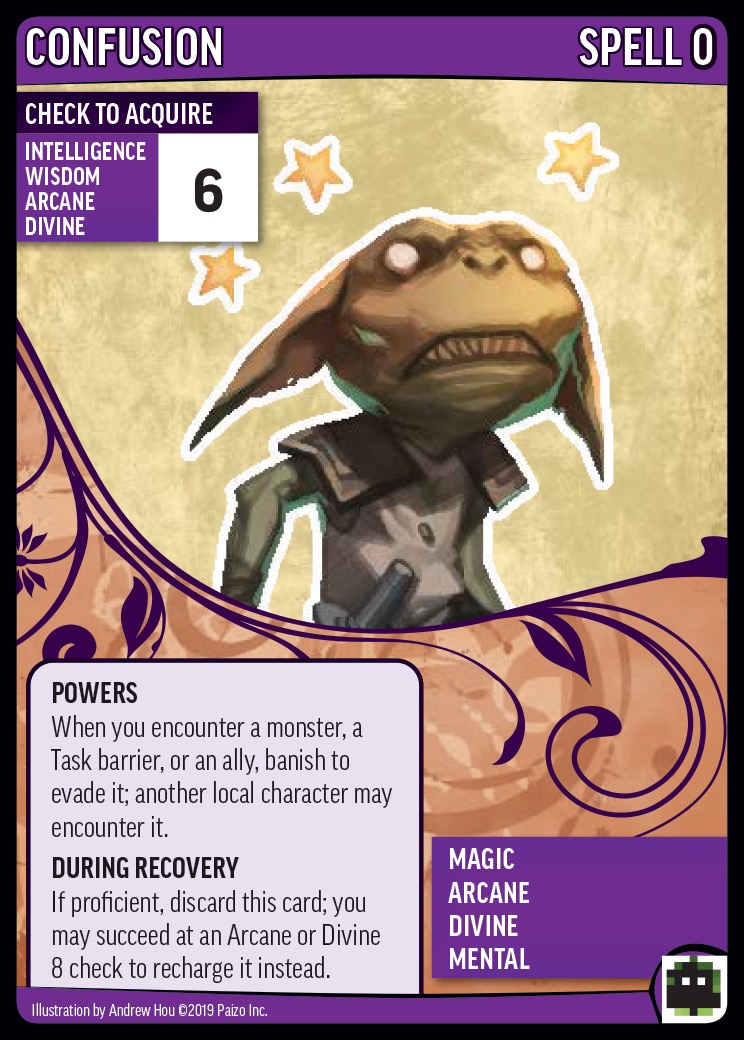 CONFUSION
SPELL 0
CHECK TO ACQUIRE
INTELLIGENCE
WISDOM
ARCANE
DIVINE
6
POWERS
When you encounter a monster, a
Task barrier, or an ally, banish to
evade it; another local character may
encounter it.
DURING RECOVERY
If proficient, discard this card; you
may succeed at an Arcane or Divine
8 check to recharge it instead.
MAGIC
ARCANE
DIVINE
MENTAL
Illustration by Andrew Hou ©2019 Paizo Inc.